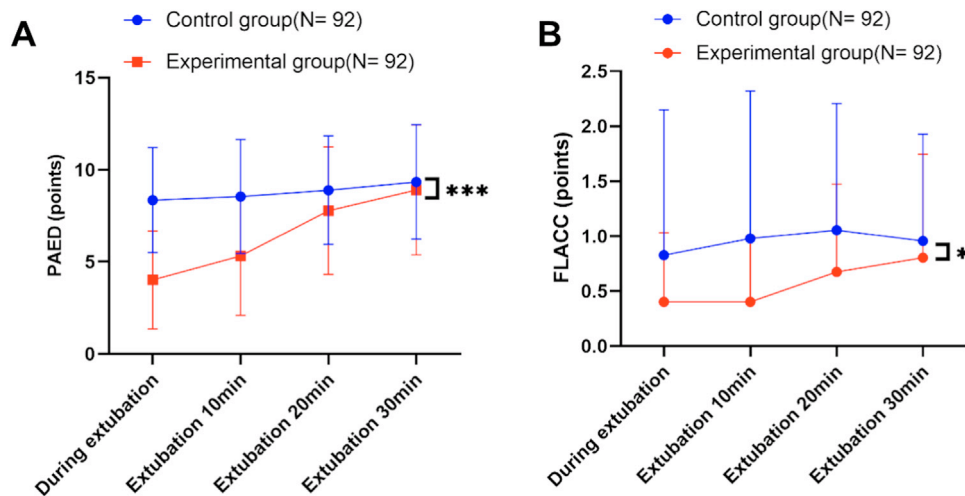 A
Control group(N= 92)
Experimental group(N= 92)
15
10
5
0
PAED (points)
***
During extubation
Extubation 10min
Extubation 20min
Extubation 30min
B
Control group(N= 92)
Experimental group(N= 92)
2.5
2.0
1.5
1.0
0.5
0.0
FLACC (points)
*
During extubation
Extubation 10min
Extubation 20min
Extubation 30min